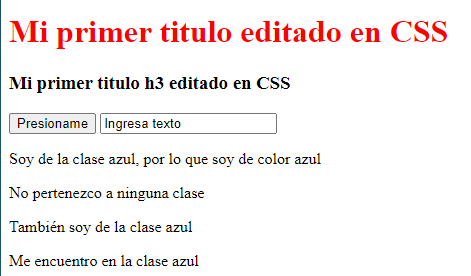 Mi primer titulo editado en CSS
Mi primer titulo h3 editado en CSS
Presioname Ingresa texto
Soy de la clase azul, por lo que soy de color azul
No pertenezco a ninguna clase
También soy de la clase azul
Me encuentro en la clase azul